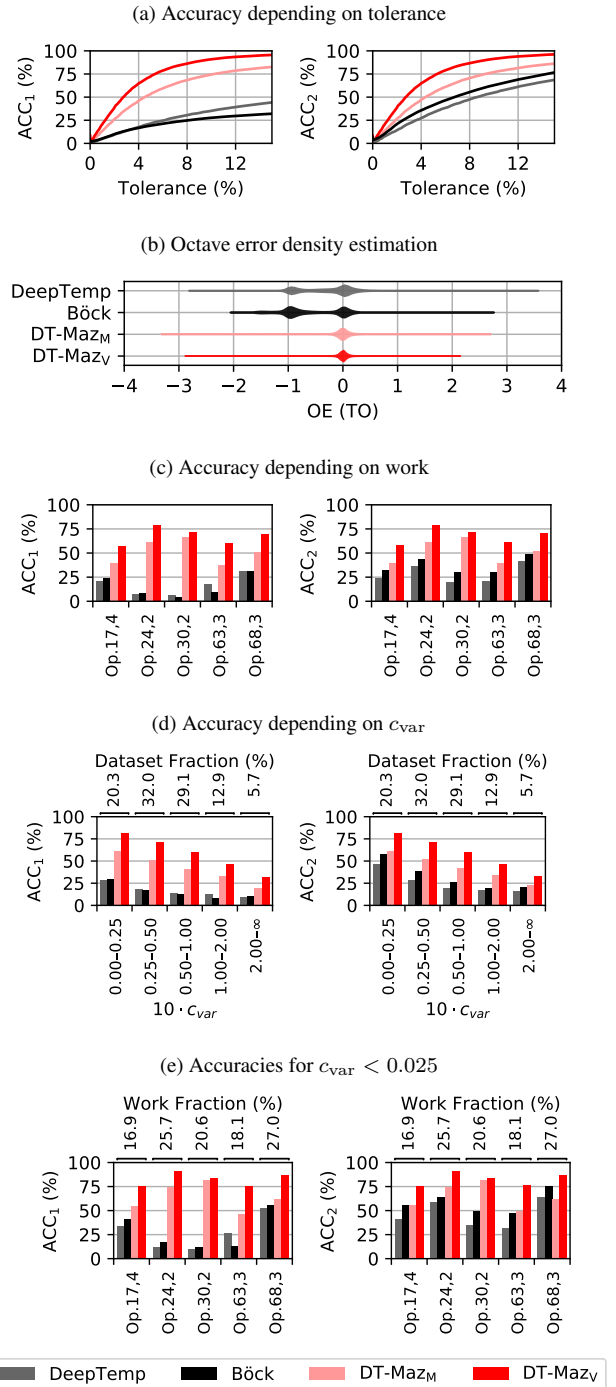 (a) Accuracy depending on tolerance
100
75
50
25
0
ACC1 (%)
0 4 8 12
Tolerance (%)
100
75
50
25
0
ACC2 (%)
0 4 8 12
Tolerance (%)
(b) Octave error density estimation
DeepTemp
Böck
DT-MazM
DT-MazV
−4 −3 −2 −1 0 1 2 3 4
OE (TO)
(c) Accuracy depending on work
100
75
50
25
0
ACC1 (%)
Op.17,4
Op.24,2
Op.30,2
Op.63,3
Op.68,3
100
75
50
25
0
ACC2 (%)
Op.17,4
Op.24,2
Op.30,2
Op.63,3
Op.68,3
(d) Accuracy depending on cvar
Dataset Fraction (%)
20.3
32.0
29.1
12.9
5.7
100
75
50
25
0
ACC1 (%)
0.00–0.25
0.25–0.50
0.50–1.00
1.00–2.00
2.00–∞
10 · cvar
Dataset Fraction (%)
20.3
32.0
29.1
12.9
5.7
100
75
50
25
0
ACC2 (%)
0.00–0.25
0.25–0.50
0.50–1.00
1.00–2.00
2.00–∞
10 · cvar
(e) Accuracies for cvar < 0.025
Work Fraction (%)
16.9
25.7
20.6
18.1
27.0
100
75
50
25
0
ACC1 (%)
Op.17,4
Op.24,2
Op.30,2
Op.63,3
Op.68,3
Work Fraction (%)
16.9
25.7
20.6
18.1
27.0
100
75
50
25
0
ACC2 (%)
Op.17,4
Op.24,2
Op.30,2
Op.63,3
Op.68,3
DeepTemp Böck DT-MazM DT-MazV